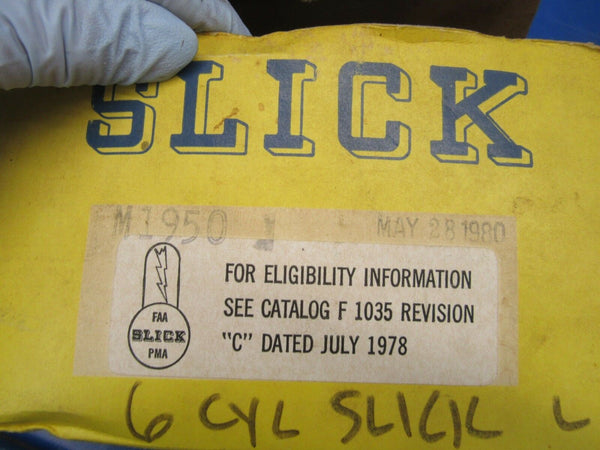 SLICK
M1950 MAY 28 1980
FOR ELIGIBILITY INFORMATION
SEE CATALOG F 1035 REVISION
"C" DATED JULY 1978
FAA
SLICK
PMA
6 CYL SLICK L